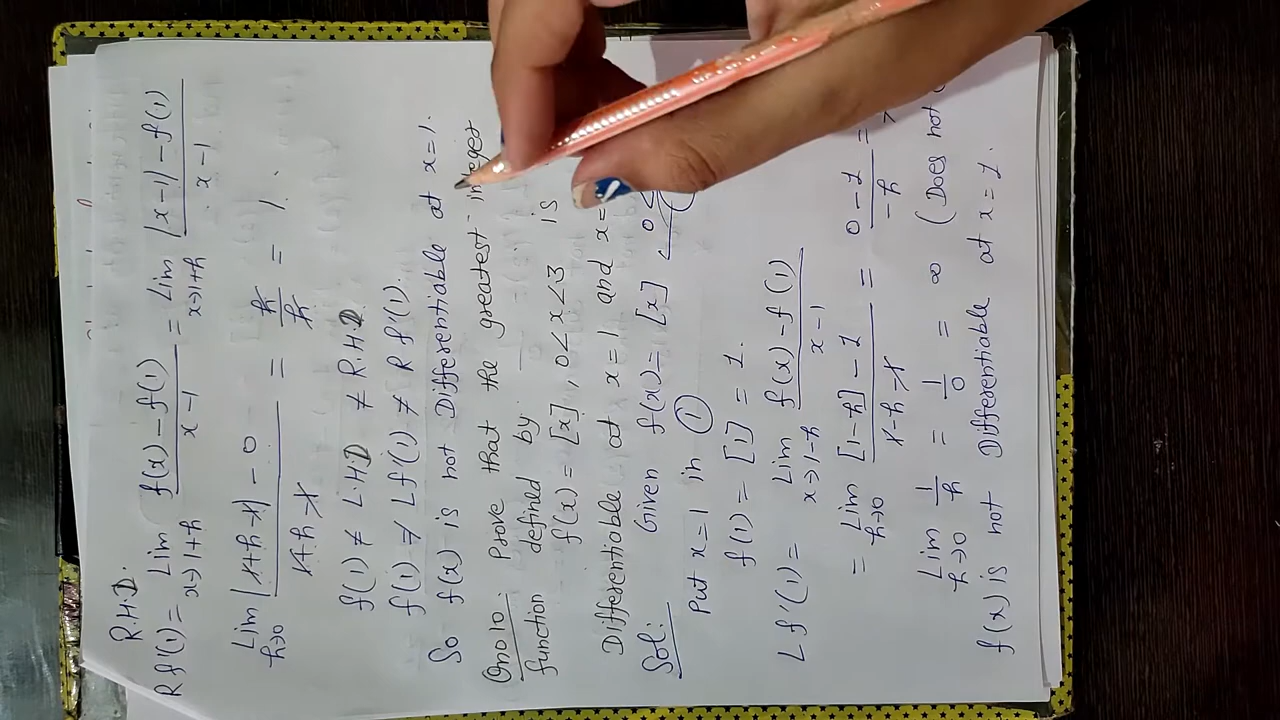 R.H.D.
Rf'(1) = Lim x→1+h f(x) - f(1) / x-1 = Lim x→1+h |x-1| - f(1) / x-1
Lim h→0 |1+h-1| - 0 / 1+h-1 = h/h = 1.
f(1) ≠ L.H.D ≠ R.H.D
f(1) ≠ Lf'(1) ≠ Rf'(1).
So f(x) is not Differentiable at x=1.
Qno10. Prove that the greatest integer
function defined by. is
f(x) = [x], 0<x<3
Differentiable at x=1 and x=
Sol: Given f(x) = [x] 0<
Put x=1 in ①
f(1) = [1] = 1.
Lf'(1) = Lim x→1-h f(x) - f(1) / x-1
= Lim h→0 [1-h] - 1 / 1-h-1 = 0-1 / -h =
Lim h→0 1/h = 1/0 = ∞ (Does not
f(x) is not Differentiable at x=1.